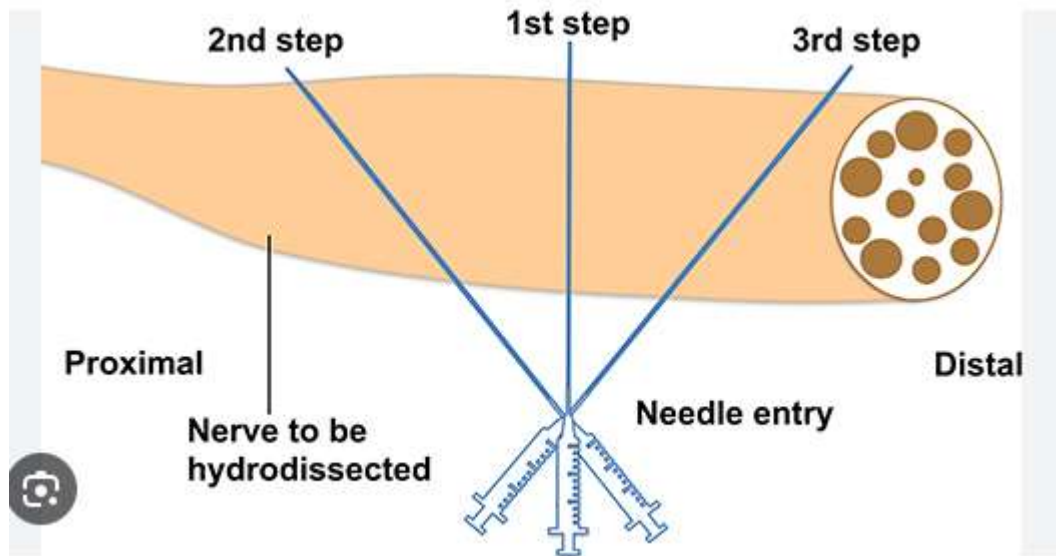 2nd step
1st step
3rd step
Proximal
Distal
Nerve to be
hydrodissected
Needle entry